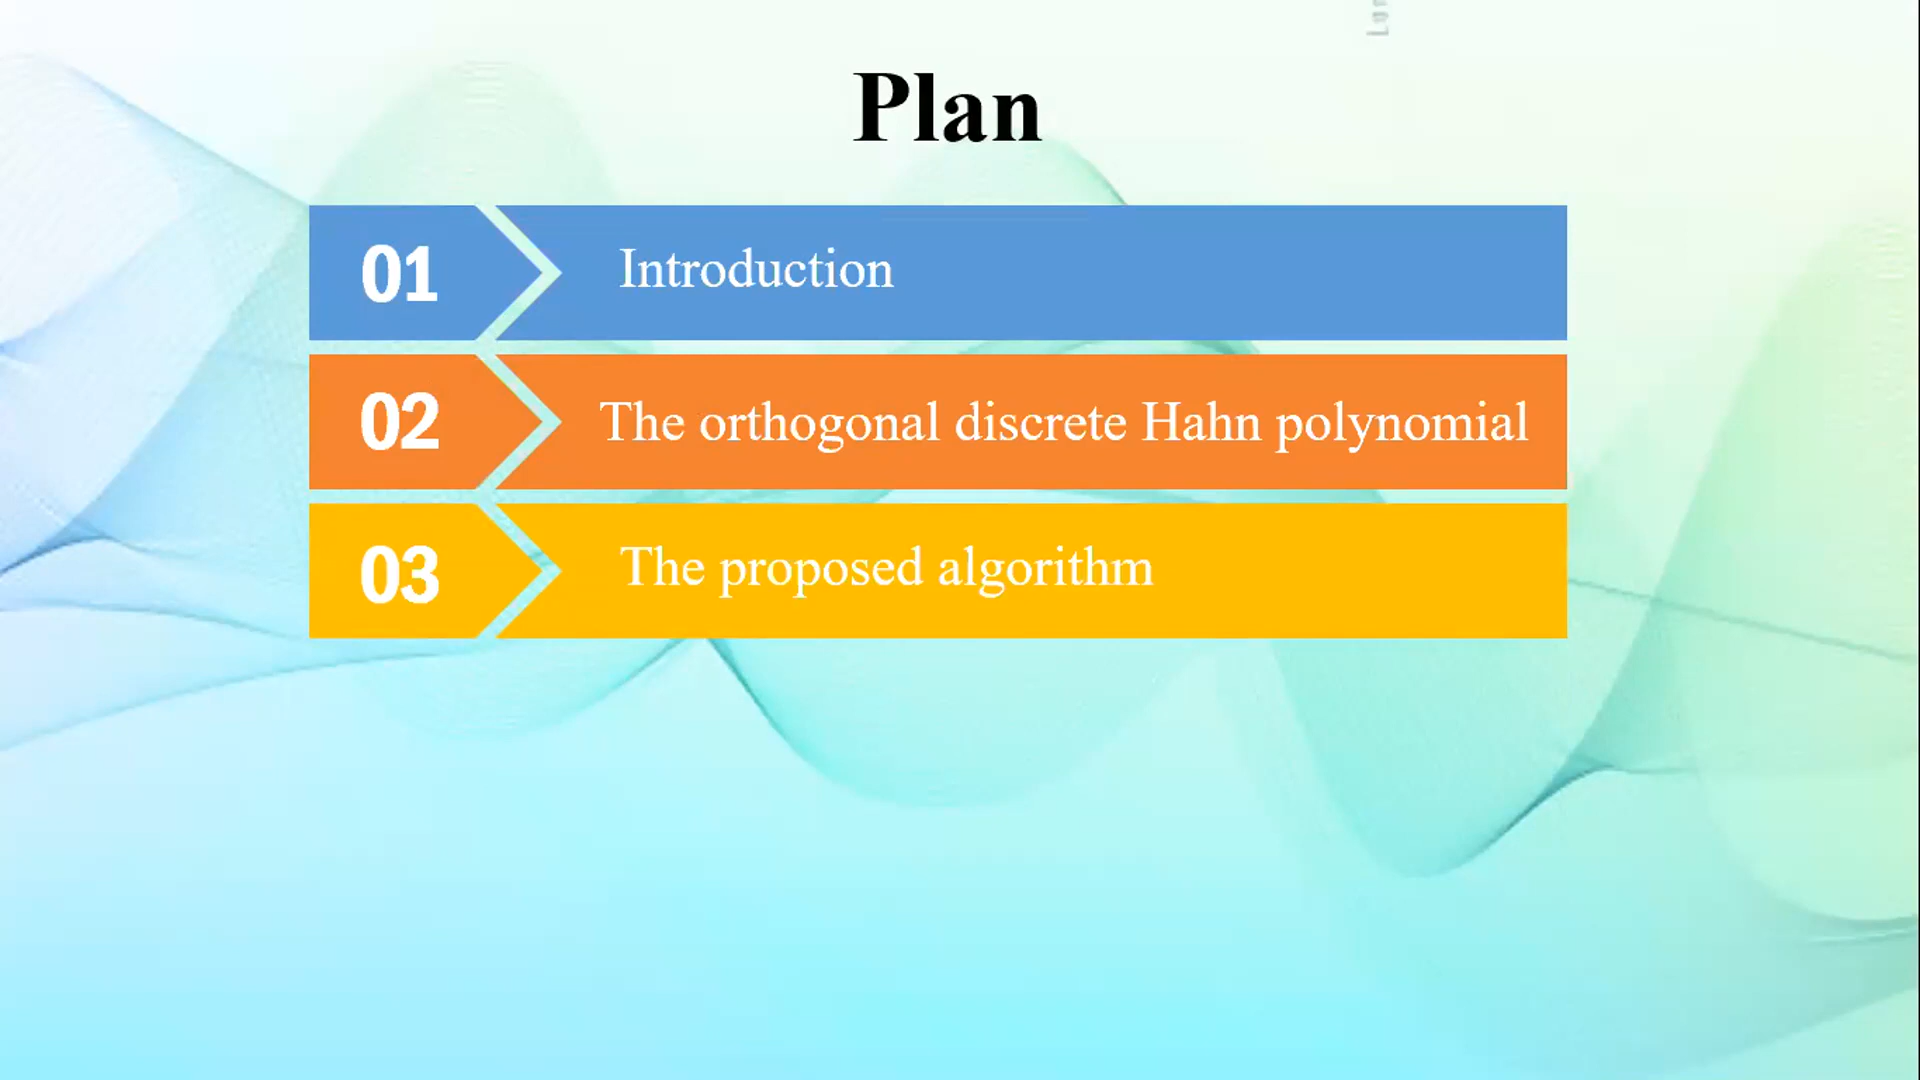 Plan
01
Introduction
02
The orthogonal discrete Hahn polynomial
03
The proposed algorithm